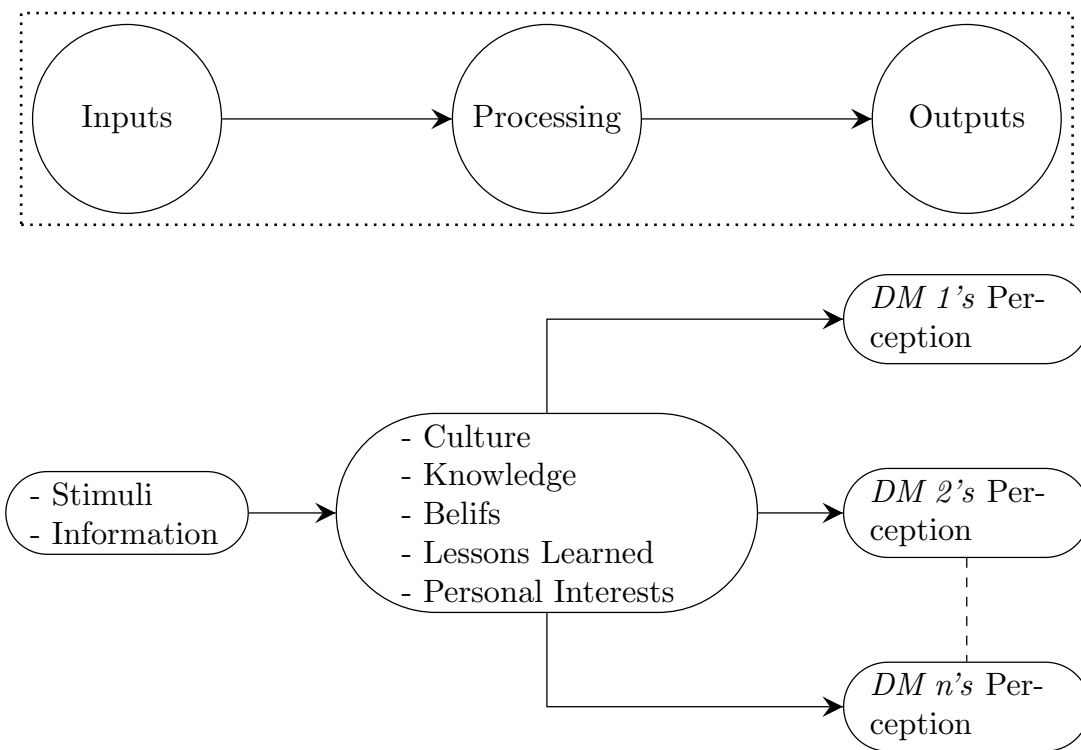 Inputs
Processing
Outputs
DM 1's Per-
ception
- Culture
- Knowledge
- Belifs
- Lessons Learned
- Personal Interests
- Stimuli
- Information
DM 2's Per-
ception
DM n's Per-
ception